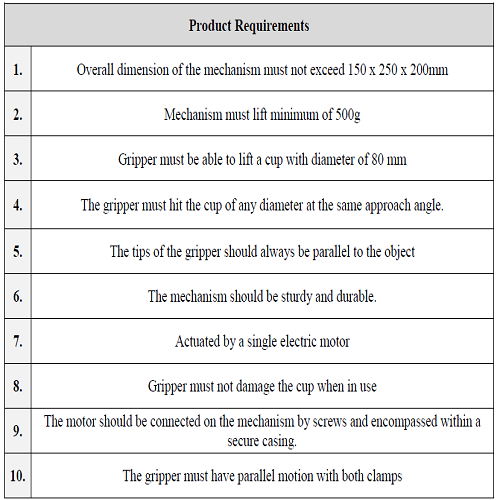 Product Requirements
1. Overall dimension of the mechanism must not exceed 150 x 250 x 200mm
2. Mechanism must lift minimum of 500g
3. Gripper must be able to lift a cup with diameter of 80 mm
4. The gripper must hit the cup of any diameter at the same approach angle.
5. The tips of the gripper should always be parallel to the object
6. The mechanism should be sturdy and durable.
7. Actuated by a single electric motor
8. Gripper must not damage the cup when in use
9. The motor should be connected on the mechanism by screws and encompassed within a
secure casing.
10. The gripper must have parallel motion with both clamps